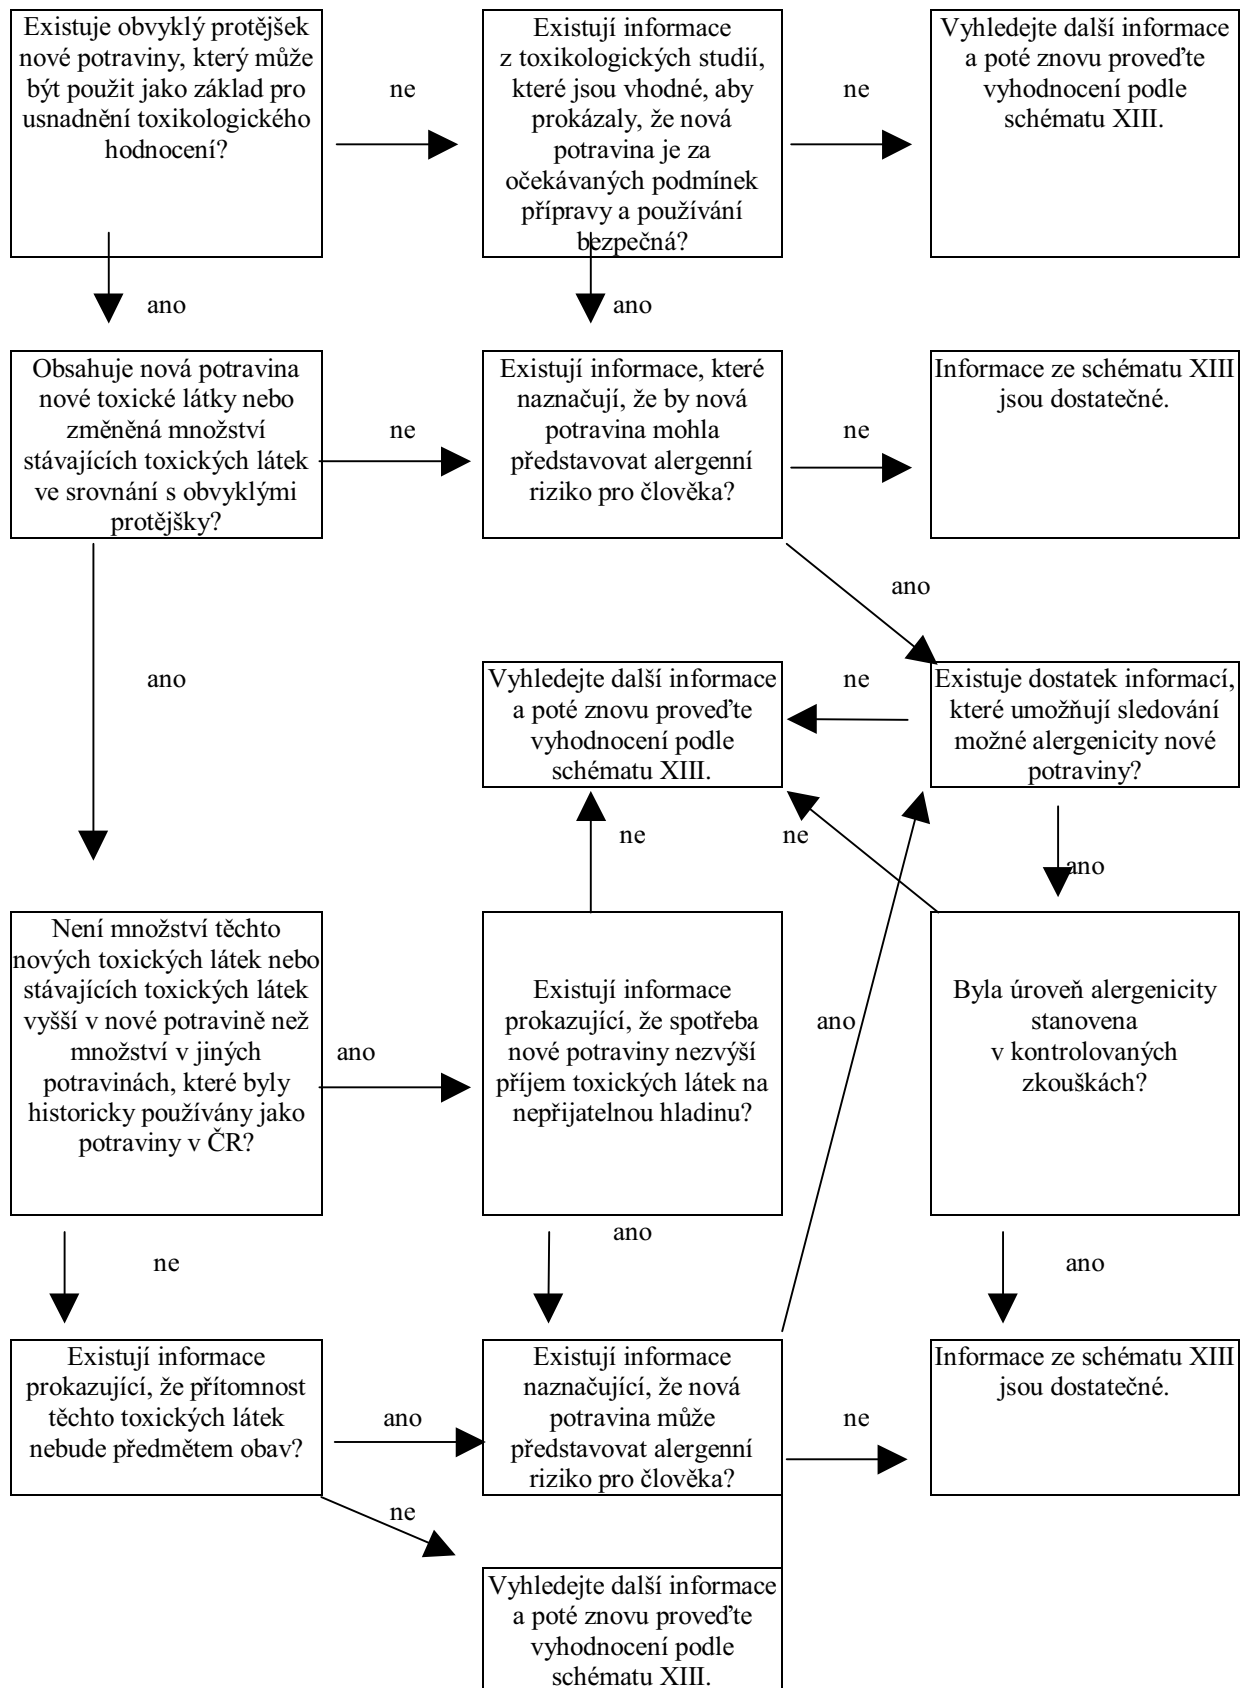 Existuje obvyklý protějšek
nové potraviny, který může
být použit jako základ pro
usnadnění toxikologického
hodnocení?
ne
Existují informace
z toxikologických studií,
které jsou vhodné, aby
prokázaly, že nová
potravina je za
očekávaných podmínek
přípravy a používání
bezpečná?
ne
Vyhledejte další informace
a poté znovu proveďte
vyhodnocení podle
schématu XIII.
ano
ano
Obsahuje nová potravina
nové toxické látky nebo
změněná množství
stávajících toxických látek
ve srovnání s obvyklými
protějšky?
ne
Existují informace, které
naznačují, že by nová
potravina mohla
představovat alergenní
riziko pro člověka?
ne
Informace ze schématu XIII
jsou dostatečné.
ano
ano
Vyhledejte další informace
a poté znovu proveďte
vyhodnocení podle
schématu XIII.
ne
Existuje dostatek informací,
které umožňují sledování
možné alergenicity nové
potraviny?
ne
ne
ano
Není množství těchto
nových toxických látek nebo
stávajících toxických látek
vyšší v nové potravině než
množství v jiných
potravinách, které byly
historicky používány jako
potraviny v ČR?
ano
Existují informace
prokazující, že spotřeba
nové potraviny nezvýší
příjem toxických látek na
nepřijatelnou hladinu?
ano
Byla úroveň alergenicity
stanovena
v kontrolovaných
zkouškách?
ne
ano
ano
Existují informace
prokazující, že přítomnost
těchto toxických látek
nebude předmětem obav?
ano
Existují informace
naznačující, že nová
potravina může
představovat alergenní
riziko pro člověka?
ne
Informace ze schématu XIII
jsou dostatečné.
ne
Vyhledejte další informace
a poté znovu proveďte
vyhodnocení podle
schématu XIII.